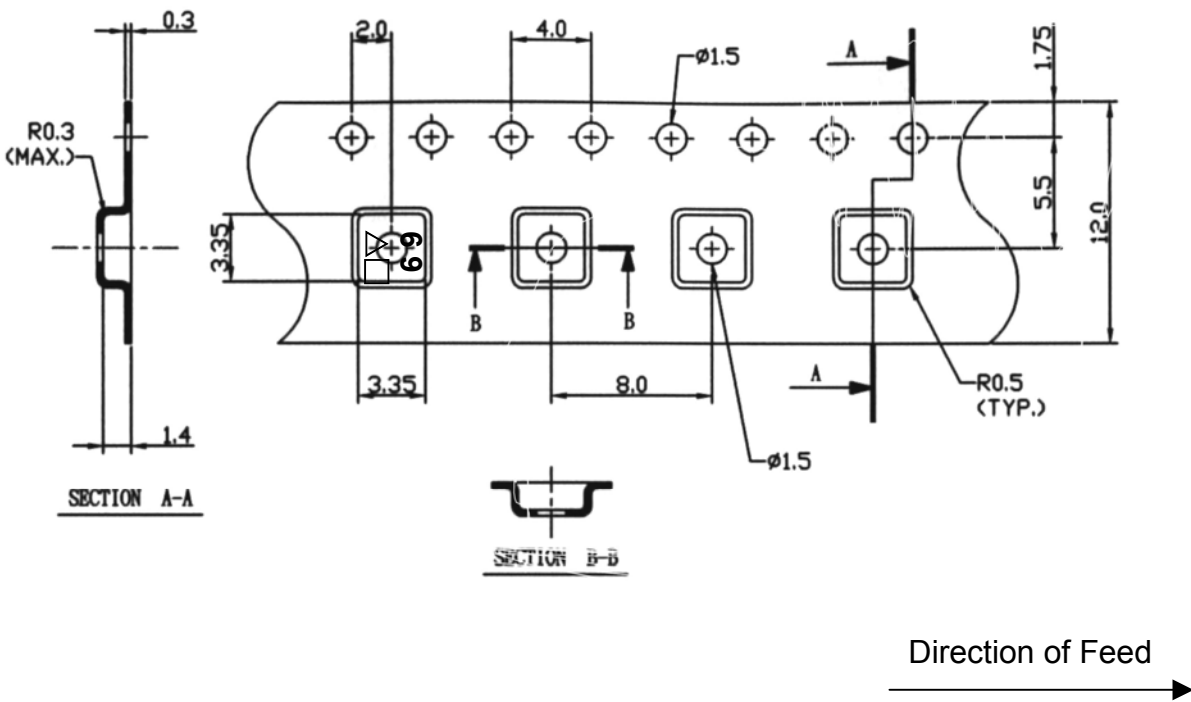 0.3
2.0
4.0
ø1.5
A
1.75
R0.3
(MAX.)
5.5
12.0
3.35
69
B
B
3.35
8.0
A
R0.5
(TYP.)
1.4
ø1.5
SECTION A-A
SECTION B-B
Direction of Feed